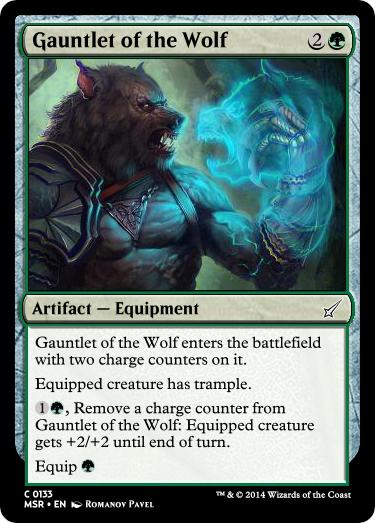 Gauntlet of the Wolf 2
Artifact — Equipment
Gauntlet of the Wolf enters the battlefield
with two charge counters on it.
Equipped creature has trample.
1, Remove a charge counter from
Gauntlet of the Wolf: Equipped creature
gets +2/+2 until end of turn.
Equip
C 0133
MSR • EN Romanov Pavel ™ & © 2014 Wizards of the Coast